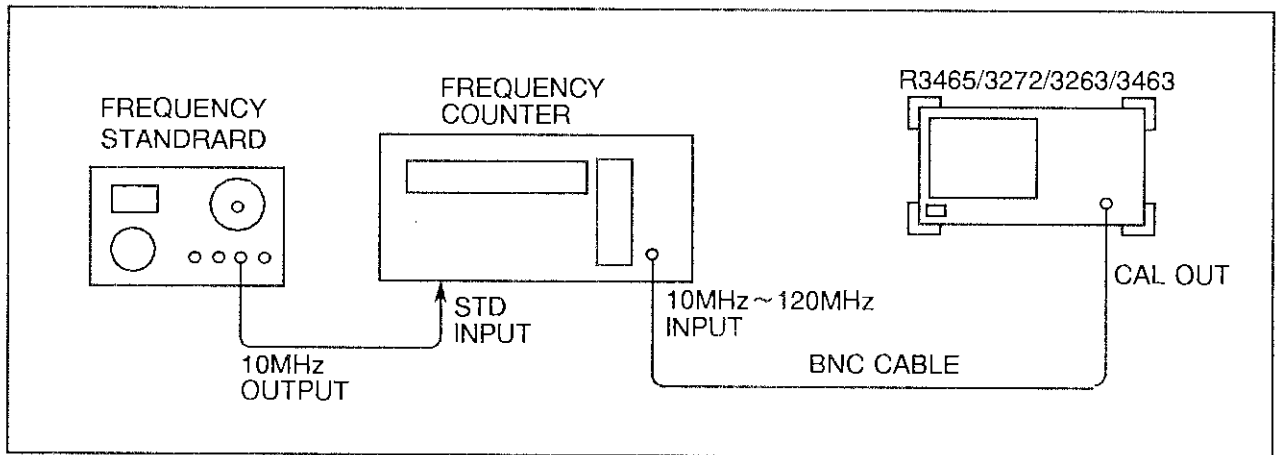 FREQUENCY
STANDRARD
FREQUENCY
COUNTER
R3465/3272/3263/3463
10MHz
OUTPUT
STD
INPUT
10MHz~120MHz
INPUT
BNC CABLE
CAL OUT